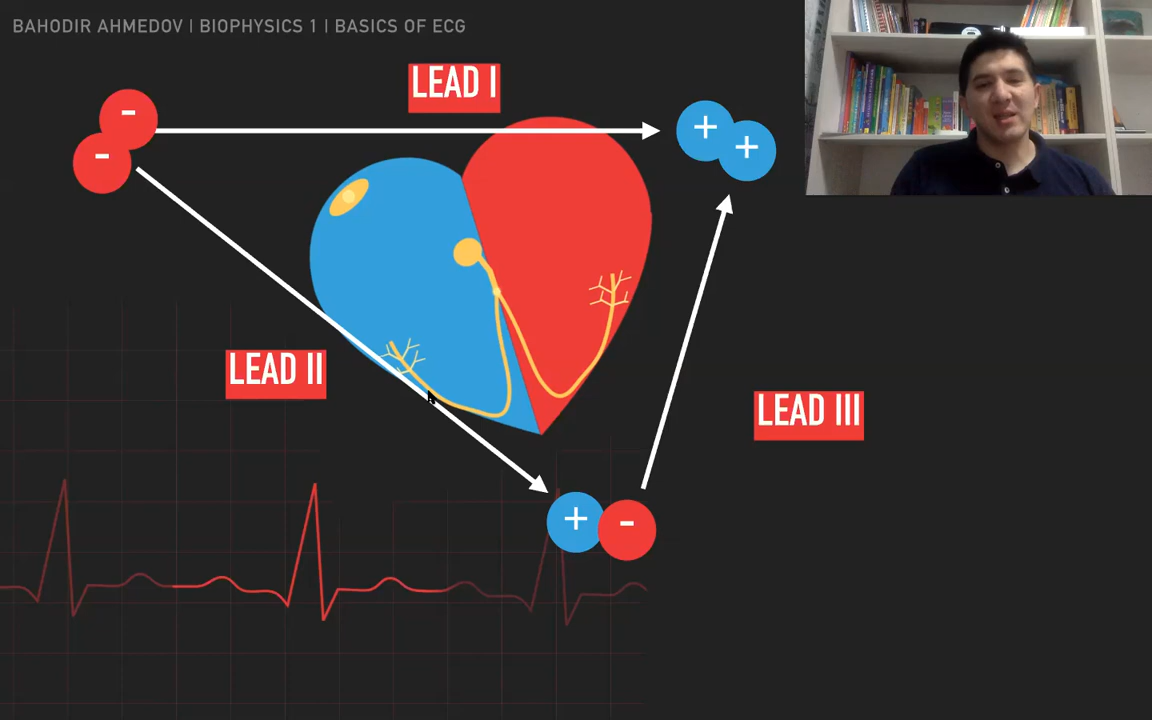 BAHODIR AHMEDOV | BIOPHYSICS 1 | BASICS OF ECG
LEAD I
-
-
+
+
LEAD II
LEAD III
+
-